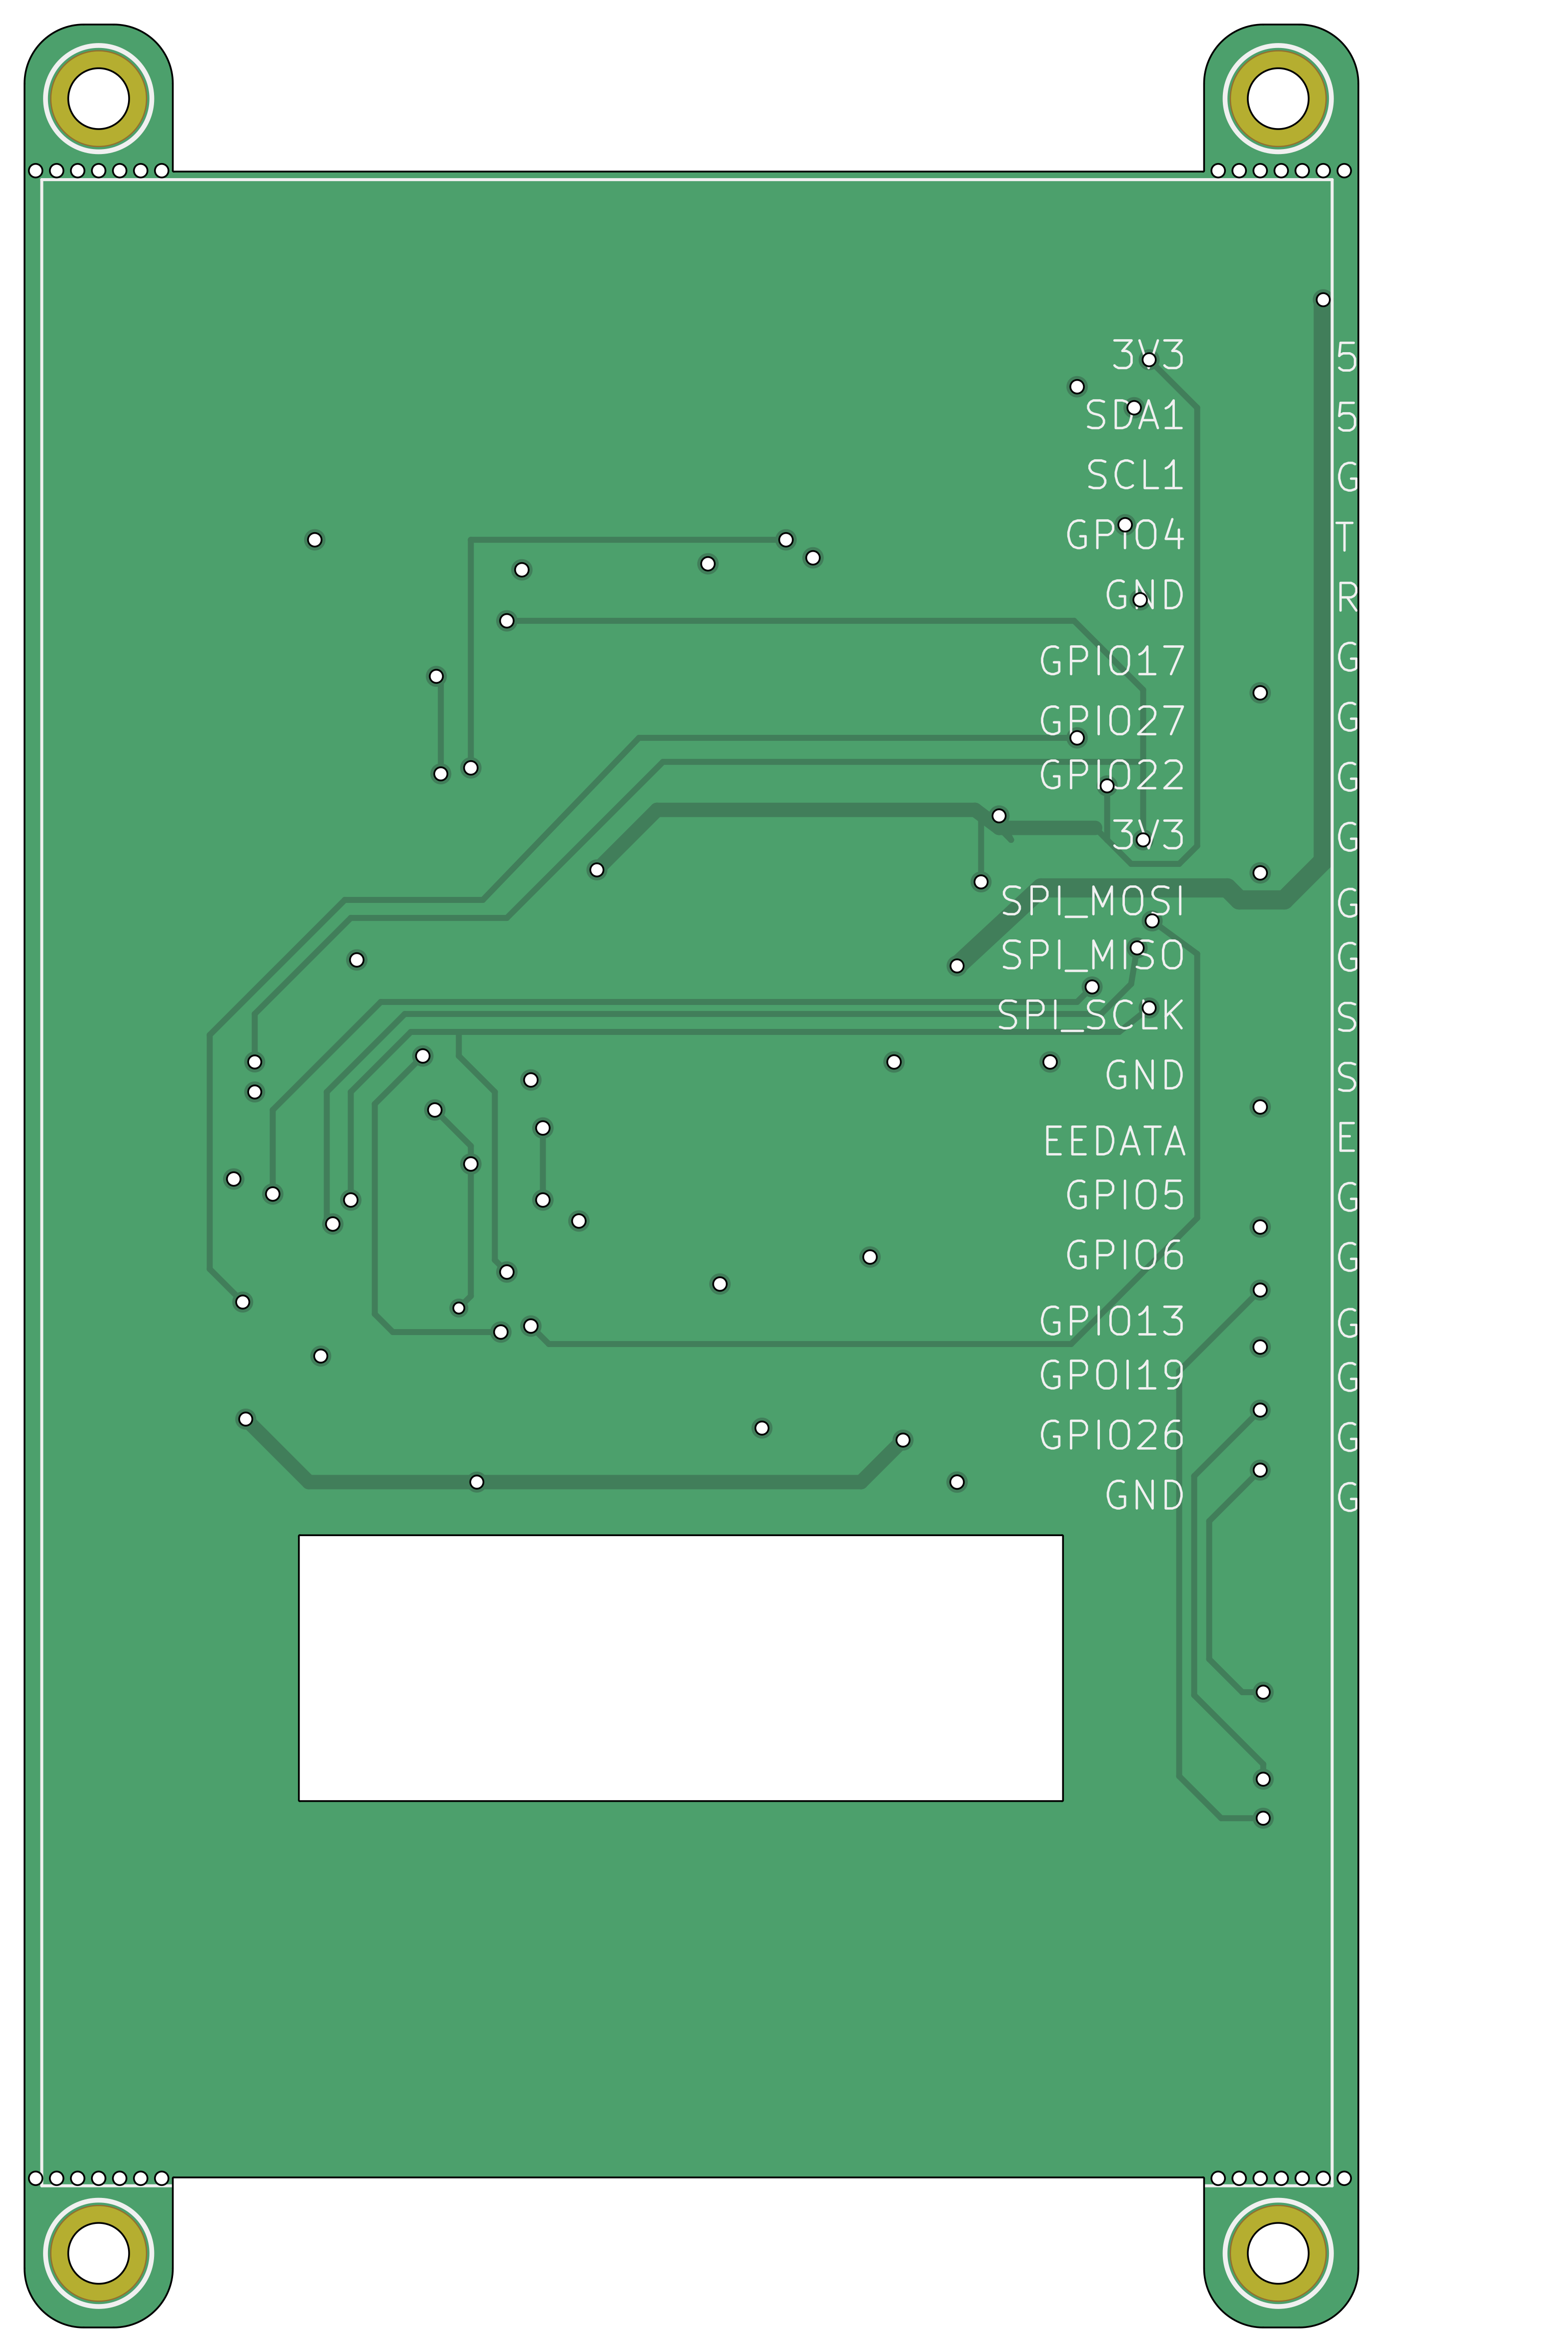 3V3 5
SDA1 5
SCL1 G
GPIO4 T
GND R
GPIO17 G
GPIO27 G
GPIO22 G
3V3 G
SPI_MOSI G
SPI_MISO G
SPI_SCLK S
GND S
EEDATA E
GPIO5 G
GPIO6 G
GPIO13 G
GPOI19 G
GPIO26 G
GND G